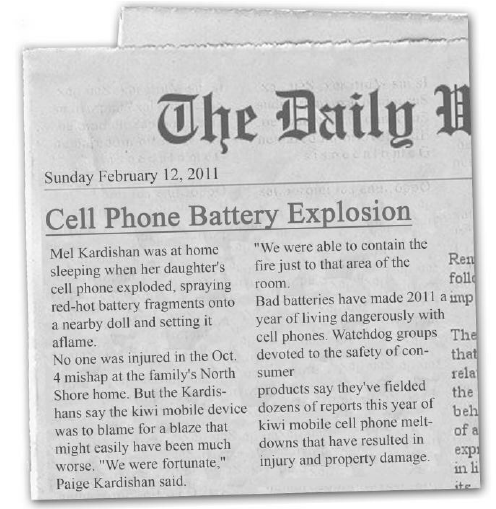 The Daily
Sunday February 12, 2011
Cell Phone Battery Explosion
Mel Kardishan was at home
sleeping when her daughter's
cell phone exploded, spraying
red-hot battery fragments onto
a nearby doll and setting it
aflame.
No one was injured in the Oct.
4 mishap at the family's North
Shore home. But the Kardis-
hans say the kiwi mobile device
was to blame for a blaze that
might easily have been much
worse. "We were fortunate,"
Paige Kardishan said.
"We were able to contain the
fire just to that area of the
room.
Bad batteries have made 2011 a
year of living dangerously with
cell phones. Watchdog groups
devoted to the safety of con-
sumer
products say they've fielded
dozens of reports this year of
kiwi mobile cell phone melt-
downs that have resulted in
injury and property damage.
Ren
follo
imp
The
that
rela
the
beh
of a
expr
in li